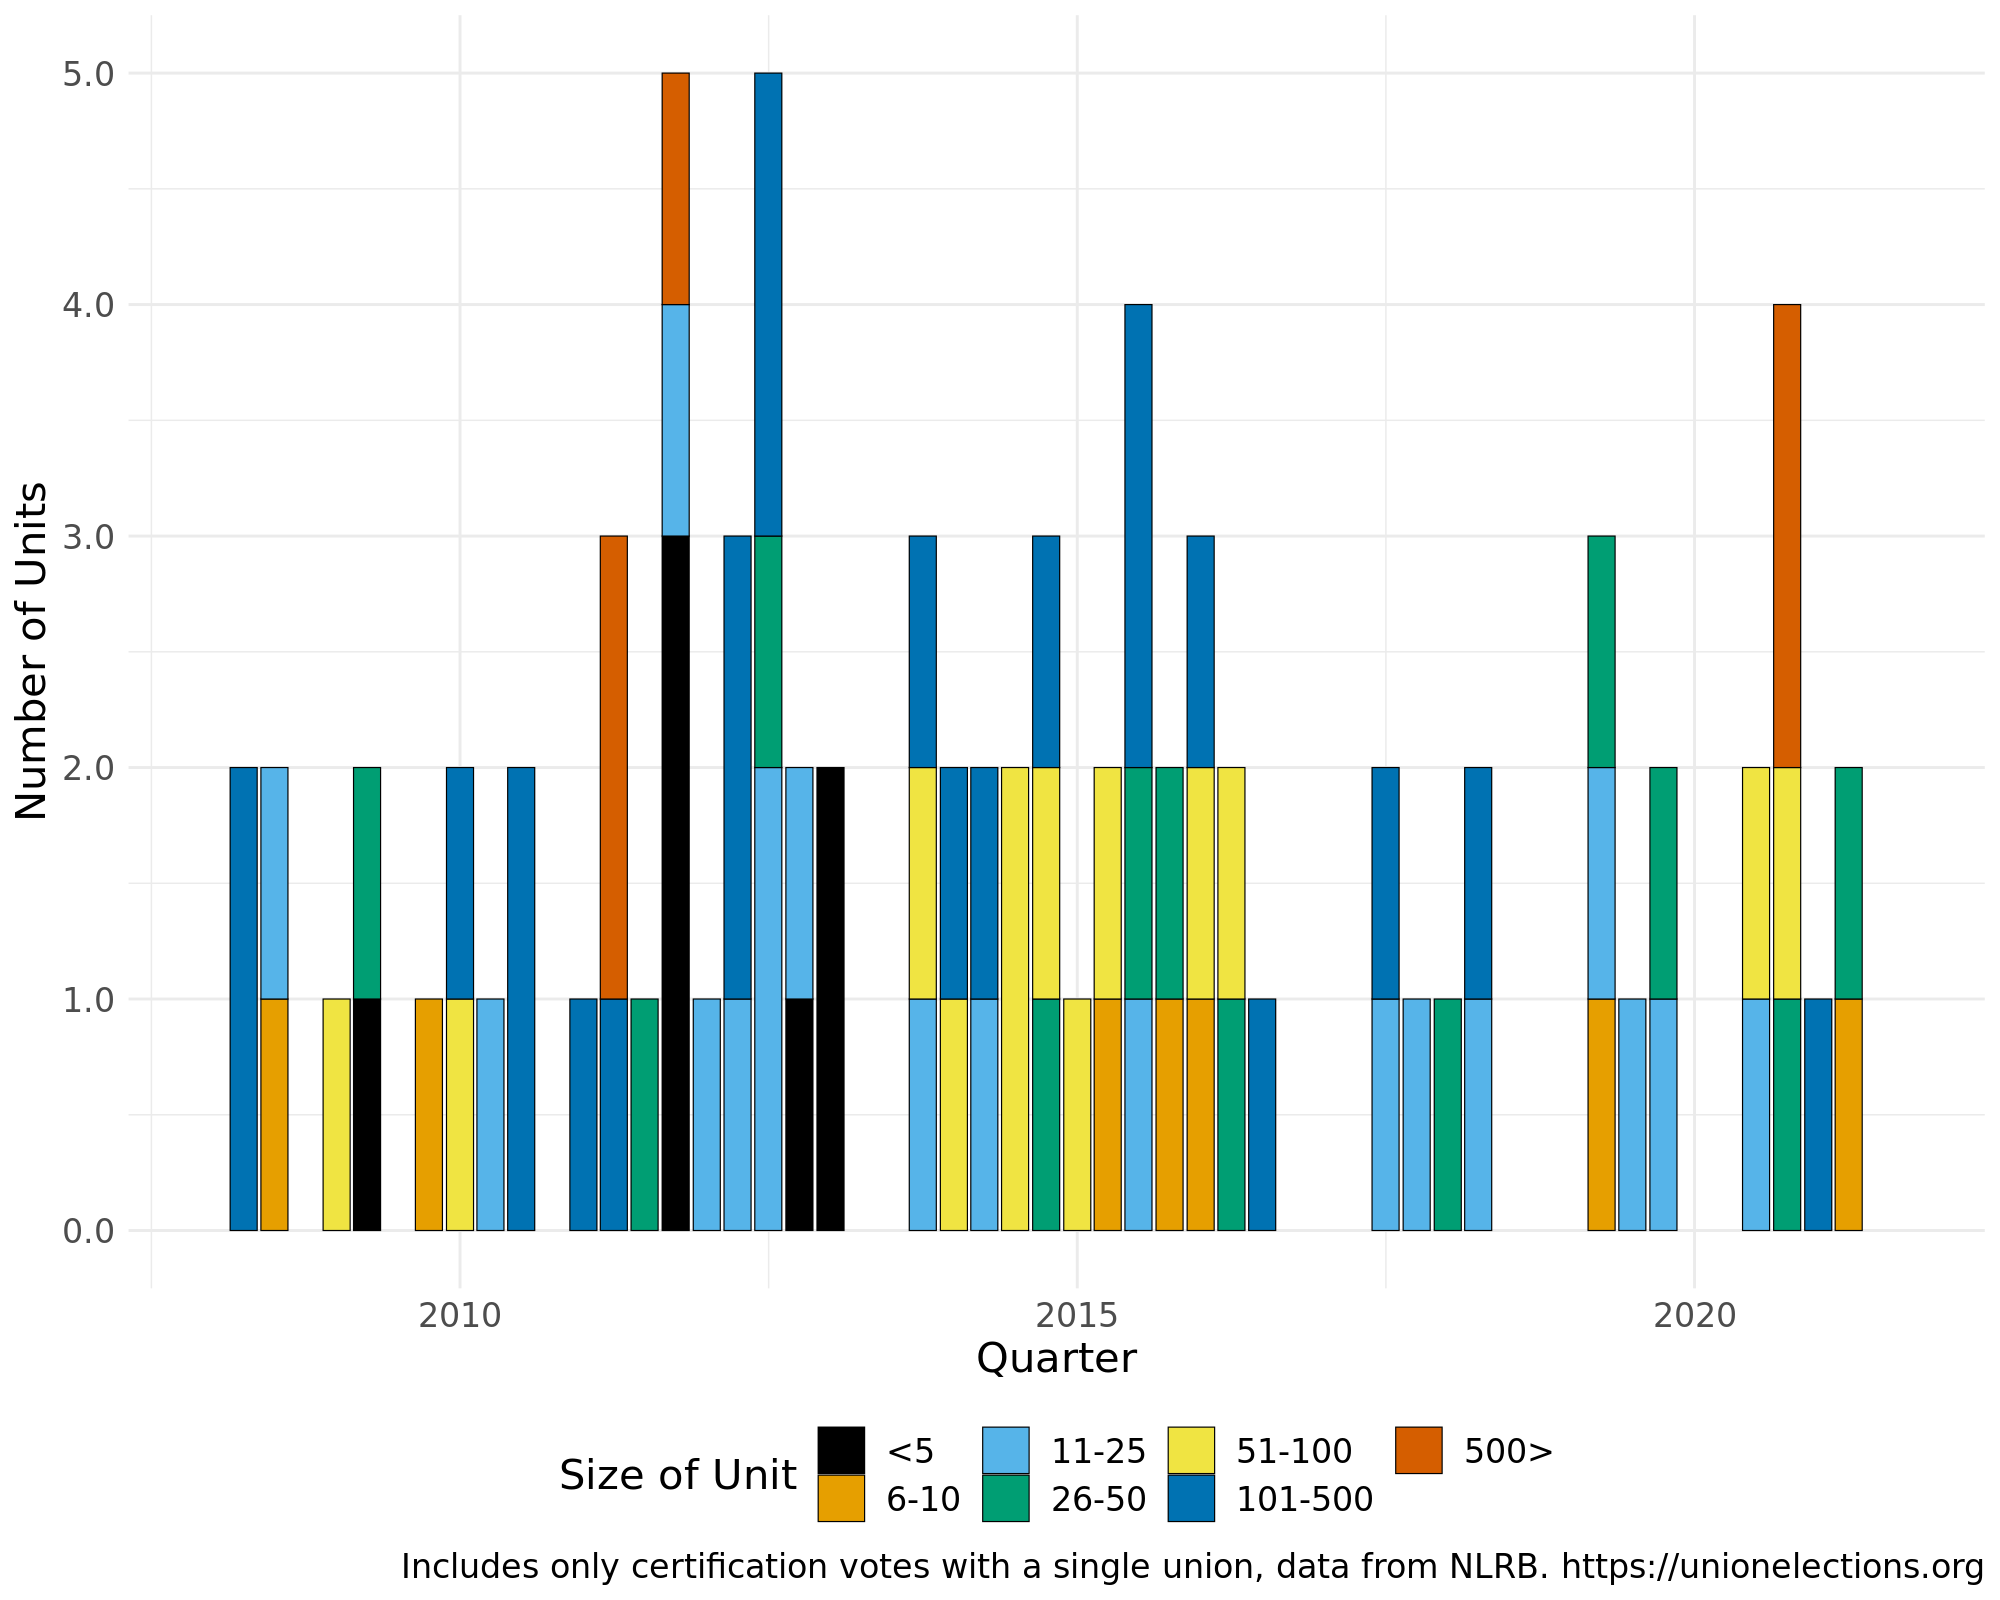 5.0
4.0
3.0
2.0
1.0
0.0
Number of Units
2010 2015 2020
Quarter
Size of Unit
<5 11-25 51-100 500>
6-10 26-50 101-500
Includes only certification votes with a single union, data from NLRB. https://unionelections.org